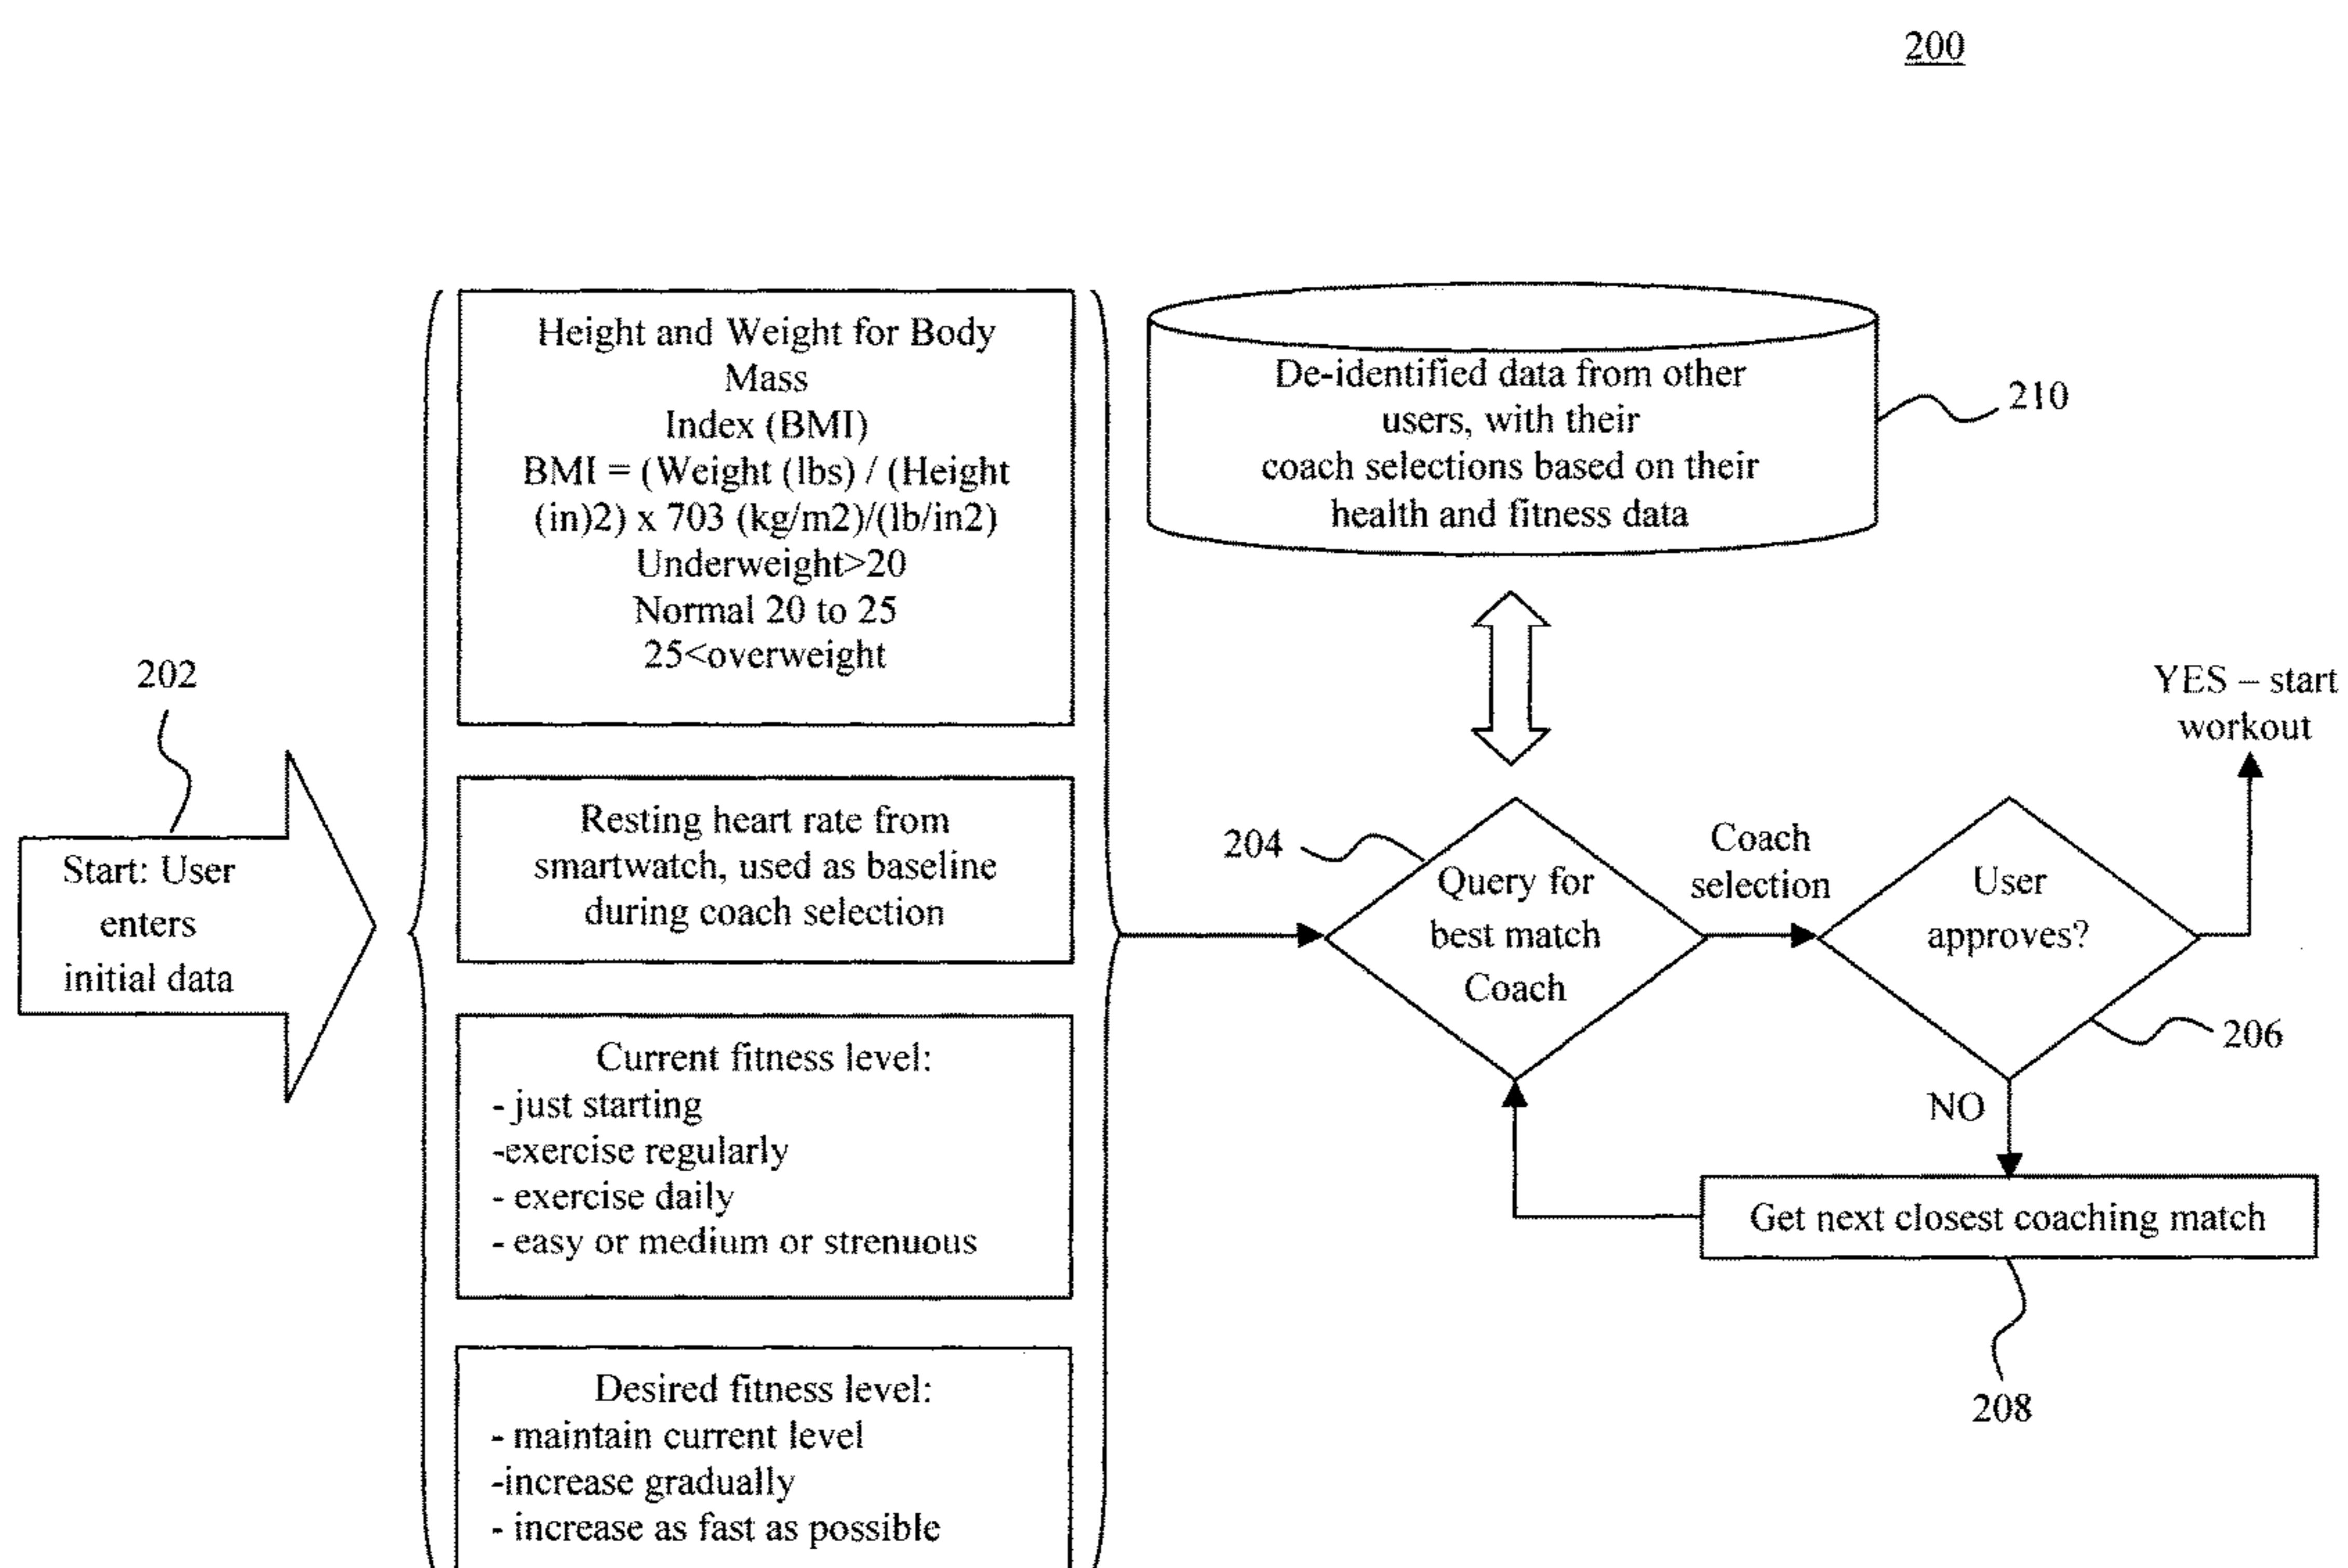 200
Height and Weight for Body
Mass
Index (BMI)
BMI = (Weight (lbs) / (Height
(in)2) x 703 (kg/m2)/(lb/in2)
Underweight>20
Normal 20 to 25
25<overweight
De-identified data from other
users, with their
coach selections based on their
health and fitness data
210
202
Start: User
enters
initial data
Resting heart rate from
smartwatch, used as baseline
during coach selection
Current fitness level:
- just starting
-exercise regularly
- exercise daily
- easy or medium or strenuous
Desired fitness level:
- maintain current level
-increase gradually
- increase as fast as possible
204
Query for
best match
Coach
Coach
selection
User
approves?
206
YES – start
workout
NO
Get next closest coaching match
208